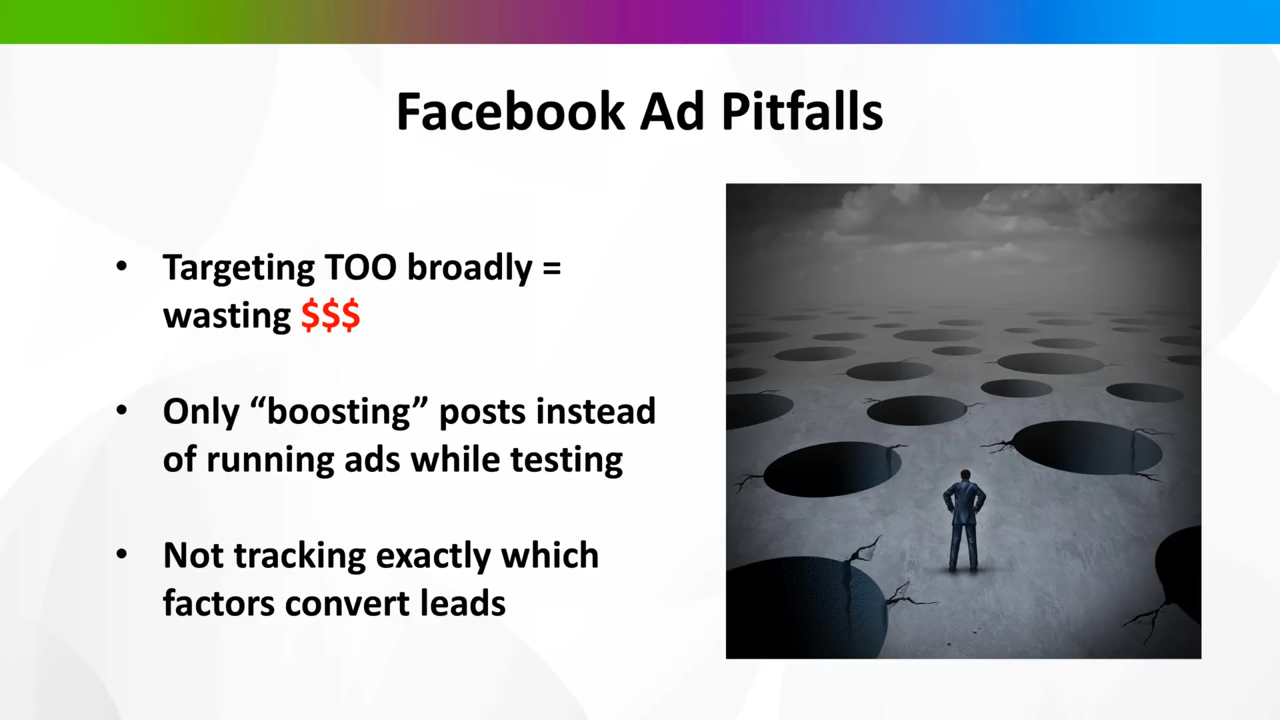 Facebook Ad Pitfalls
• Targeting TOO broadly =
wasting $$$
• Only “boosting” posts instead
of running ads while testing
• Not tracking exactly which
factors convert leads